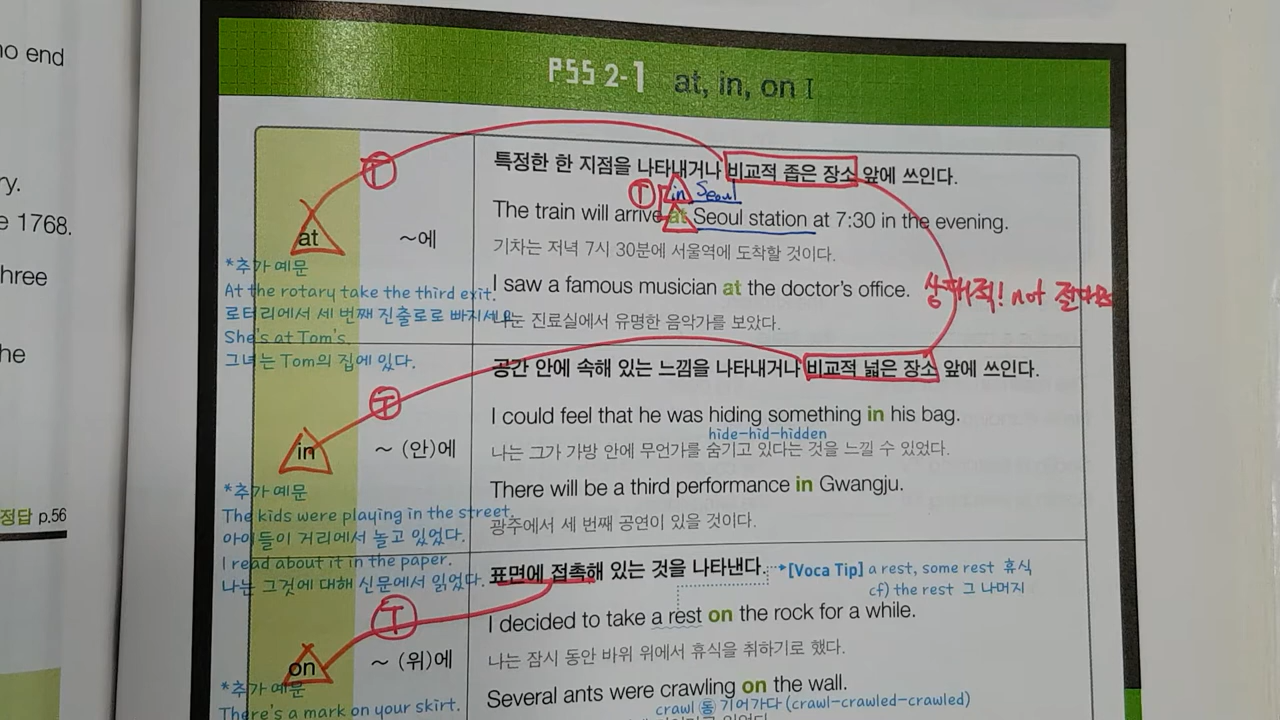 no end
ry.
e 1768.
hree
he
정답 p.56
PSS 2-1 at, in, on I
특정한 한 지점을 나타내거나 비교적 좁은 장소 앞에 쓰인다.
T
T in Seoul
The train will arrive at Seoul station at 7:30 in the evening.
at ~에
기차는 저녁 7시 30분에 서울역에 도착할 것이다.
*추가 예문
At the rotary take the third exit.
로터리에서 세 번째 진출로로 빠지세요.
She's at Tom's.
그녀는 Tom의 집에 있다.
I saw a famous musician at the doctor's office.
상대적! not
나는 진료실에서 유명한 음악가를 보았다.
공간 안에 속해 있는 느낌을 나타내거나 비교적 넓은 장소 앞에 쓰인다.
T
I could feel that he was hiding something in his bag.
hide-hid-hidden
in ~ (안)에
나는 그가 가방 안에 무언가를 숨기고 있다는 것을 느낄 수 있었다.
There will be a third performance in Gwangju.
광주에서 세 번째 공연이 있을 것이다.
*추가 예문
The kids were playing in the street.
아이들이 거리에서 놀고 있었다.
I read about it in the paper.
나는 그것에 대해 신문에서 읽었다.
표면에 접촉해 있는 것을 나타낸다.
[Voca Tip] a rest, some rest 휴식
cf) the rest 그 나머지
T
I decided to take a rest on the rock for a while.
on ~ (위)에
나는 잠시 동안 바위 위에서 휴식을 취하기로 했다.
*추가 예문
There's a mark on your skirt.
Several ants were crawling on the wall.
crawl 동 기어가다 (crawl-crawled-crawled)